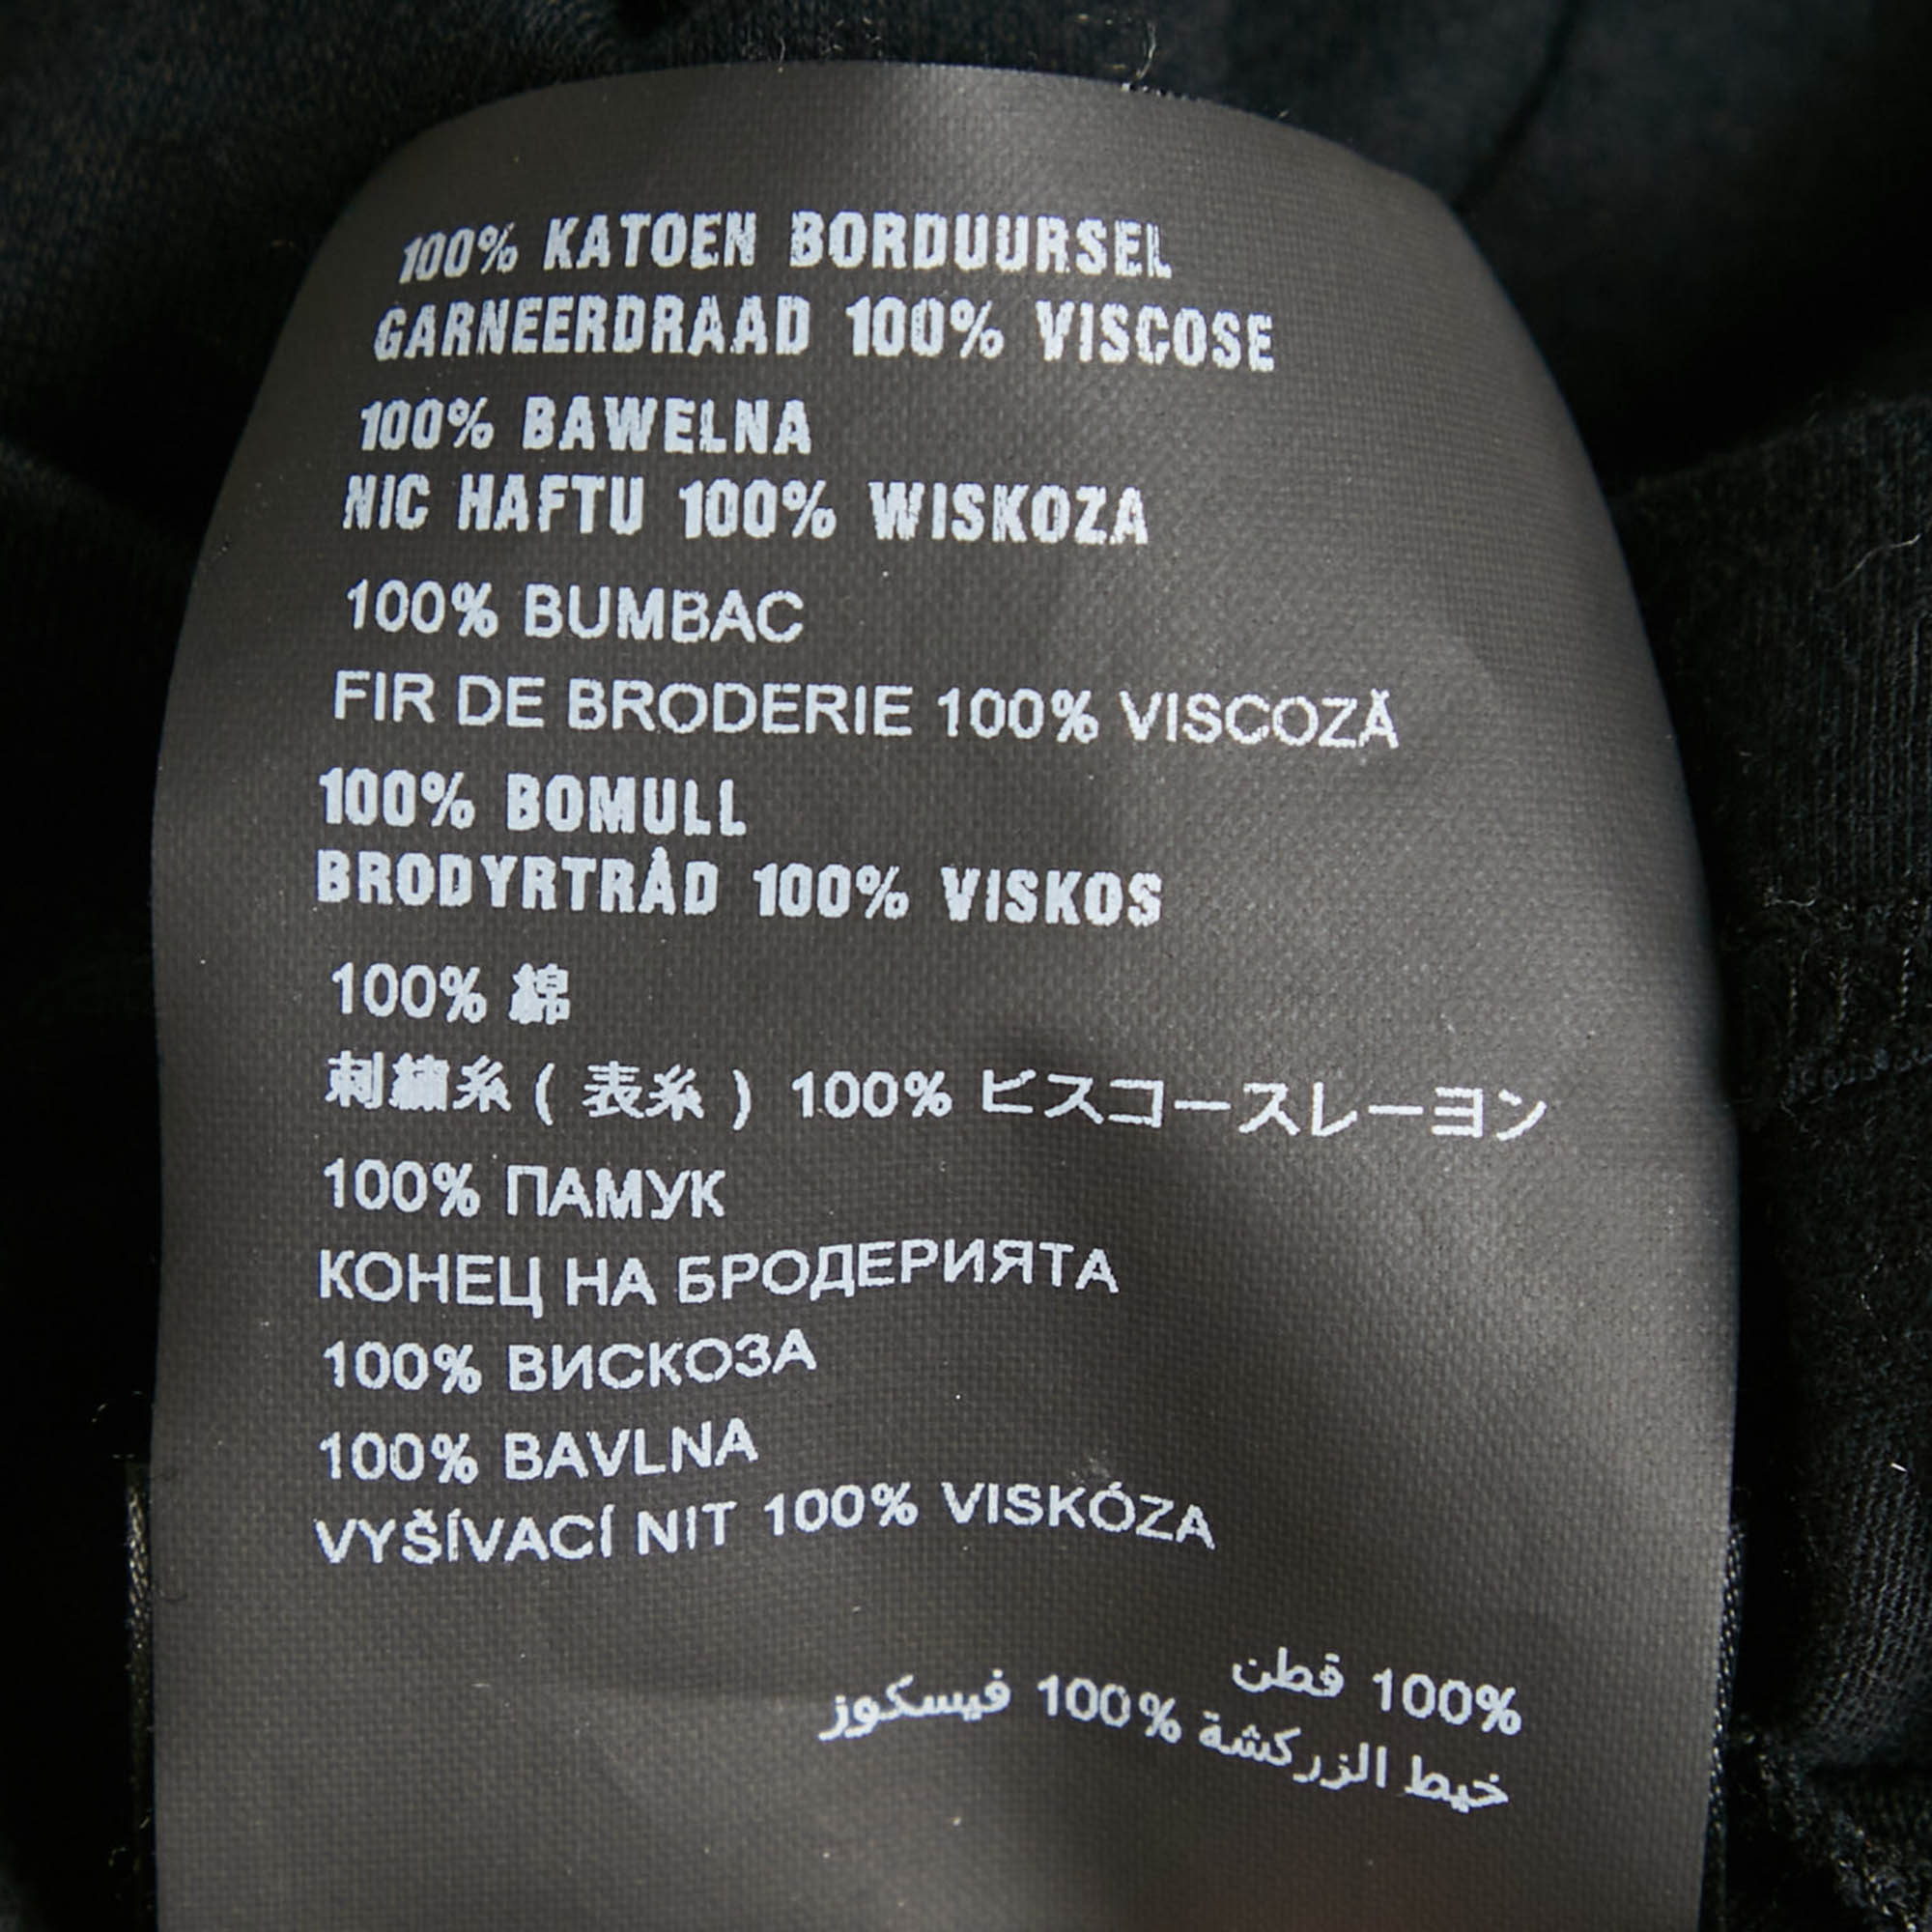 100% KATOEN BORDUURSEL
GARNEERDRAAD 100% VISCOSE
100% BAWELNA
NIC HAFTU 100% WISKOZA
100% BUMBAC
FIR DE BRODERIE 100% VISCOZĂ
100% BOMULL
BRODYRTRÅD 100% VISKOS
100% 綿
刺繍糸 ( 表糸 ) 100% ビスコースレーヨン
100% ПАМУК
КОНЕЦ НА БРОДЕРИЯТА
100% ВИСКОЗА
100% BAVLNA
VYŠÍVACÍ NIT 100% VISKÓZA
100% قطن
خيط الزركشة 100% فيسكوز